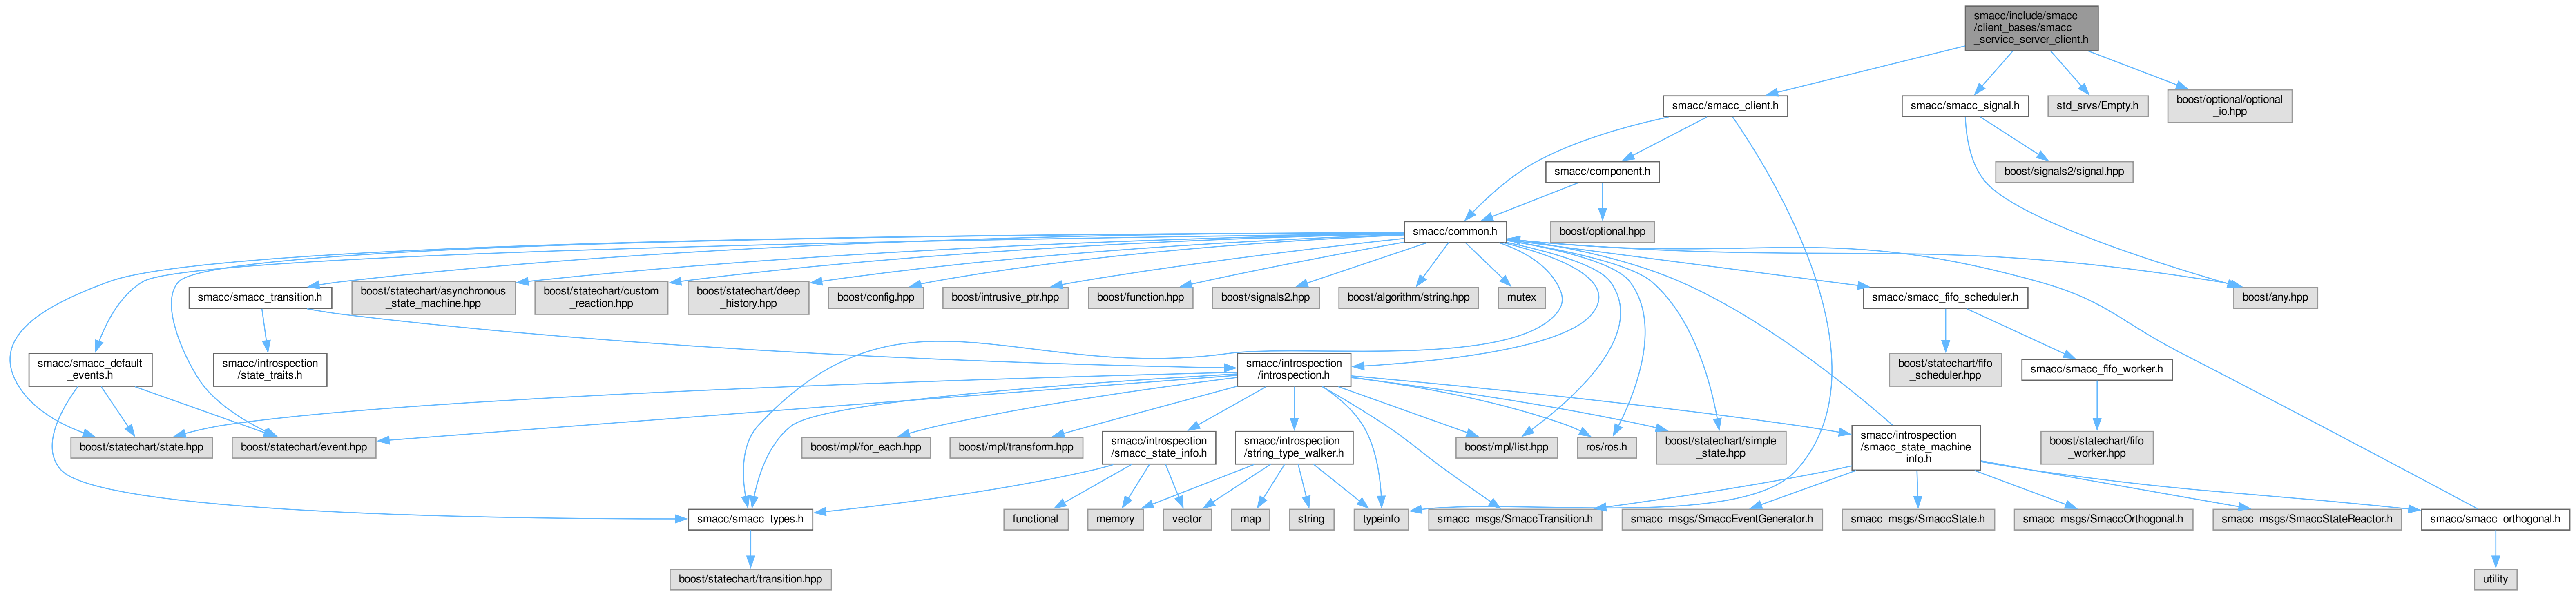 smacc/include/smacc
/client_bases/smacc
_service_server_client.h
smacc/smacc_client.h
smacc/smacc_signal.h
std_srvs/Empty.h
boost/optional/optional
_io.hpp
smacc/component.h
boost/signals2/signal.hpp
smacc/common.h
boost/optional.hpp
smacc/smacc_transition.h
boost/statechart/asynchronous
_state_machine.hpp
boost/statechart/custom
_reaction.hpp
boost/statechart/deep
_history.hpp
boost/config.hpp
boost/intrusive_ptr.hpp
boost/function.hpp
boost/signals2.hpp
boost/algorithm/string.hpp
mutex
smacc/smacc_fifo_scheduler.h
boost/any.hpp
smacc/smacc_default
_events.h
smacc/introspection
/state_traits.h
smacc/introspection
/introspection.h
boost/statechart/fifo
_scheduler.hpp
smacc/smacc_fifo_worker.h
boost/statechart/state.hpp
boost/statechart/event.hpp
boost/mpl/for_each.hpp
boost/mpl/transform.hpp
smacc/introspection
/smacc_state_info.h
smacc/introspection
/string_type_walker.h
boost/mpl/list.hpp
ros/ros.h
boost/statechart/simple
_state.hpp
smacc/introspection
/smacc_state_machine
_info.h
boost/statechart/fifo
_worker.hpp
smacc/smacc_types.h
functional
memory
vector
map
string
typeinfo
smacc_msgs/SmaccTransition.h
smacc_msgs/SmaccEventGenerator.h
smacc_msgs/SmaccState.h
smacc_msgs/SmaccOrthogonal.h
smacc_msgs/SmaccStateReactor.h
smacc/smacc_orthogonal.h
boost/statechart/transition.hpp
utility